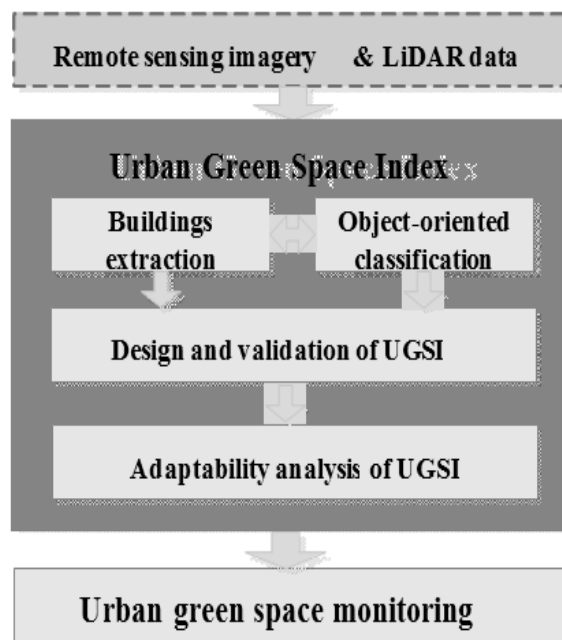 Remote sensing imagery & LiDAR data
Urban Green Space Index
Buildings
extraction
Object-oriented
classification
Design and validation of UGSI
Adaptability analysis of UGSI
Urban green space monitoring